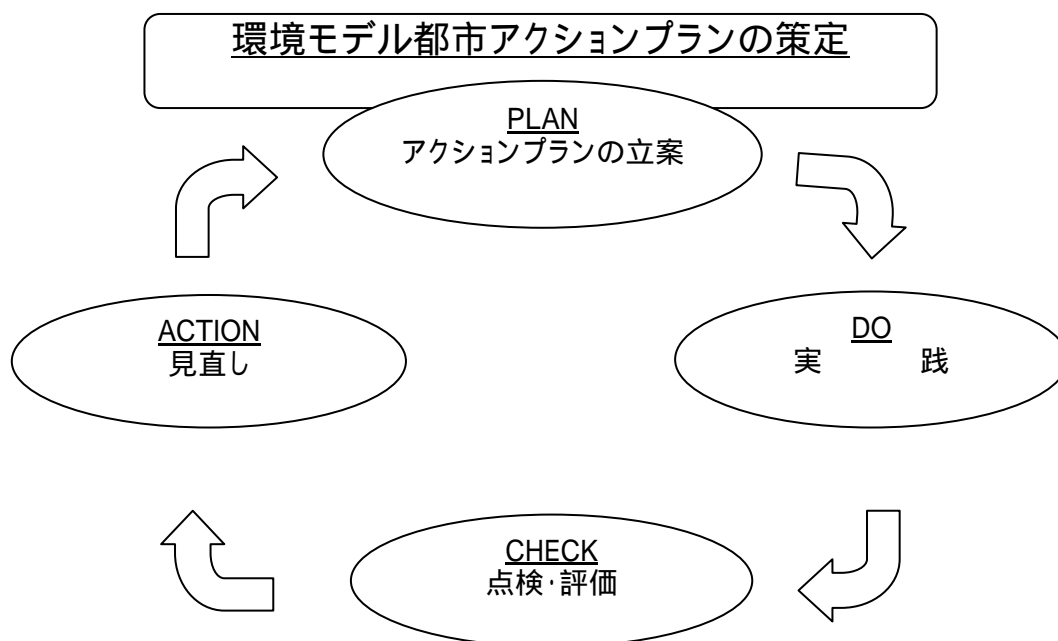 環境モデル都市アクションプランの策定
PLAN
アクションプランの立案
ACTION
見直し
DO
実　践
CHECK
点検・評価